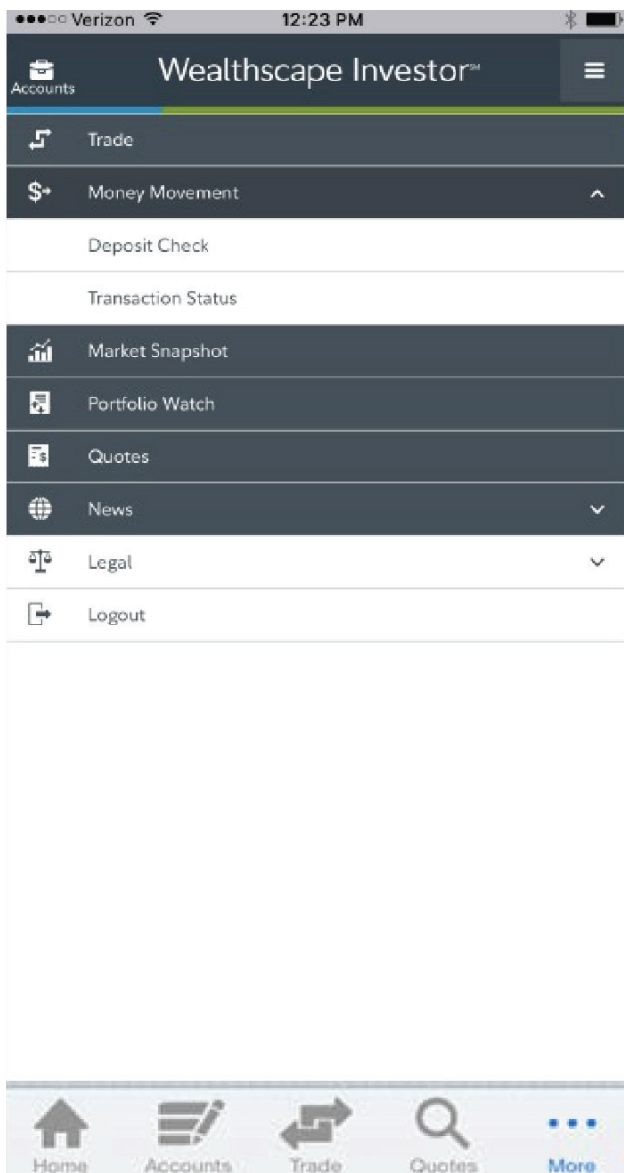 Verizon 12:23 PM
Accounts Wealthscape Investor℠
Trade
Money Movement
Deposit Check
Transaction Status
Market Snapshot
Portfolio Watch
Quotes
News
Legal
Logout
Home Accounts Trade Quotes More